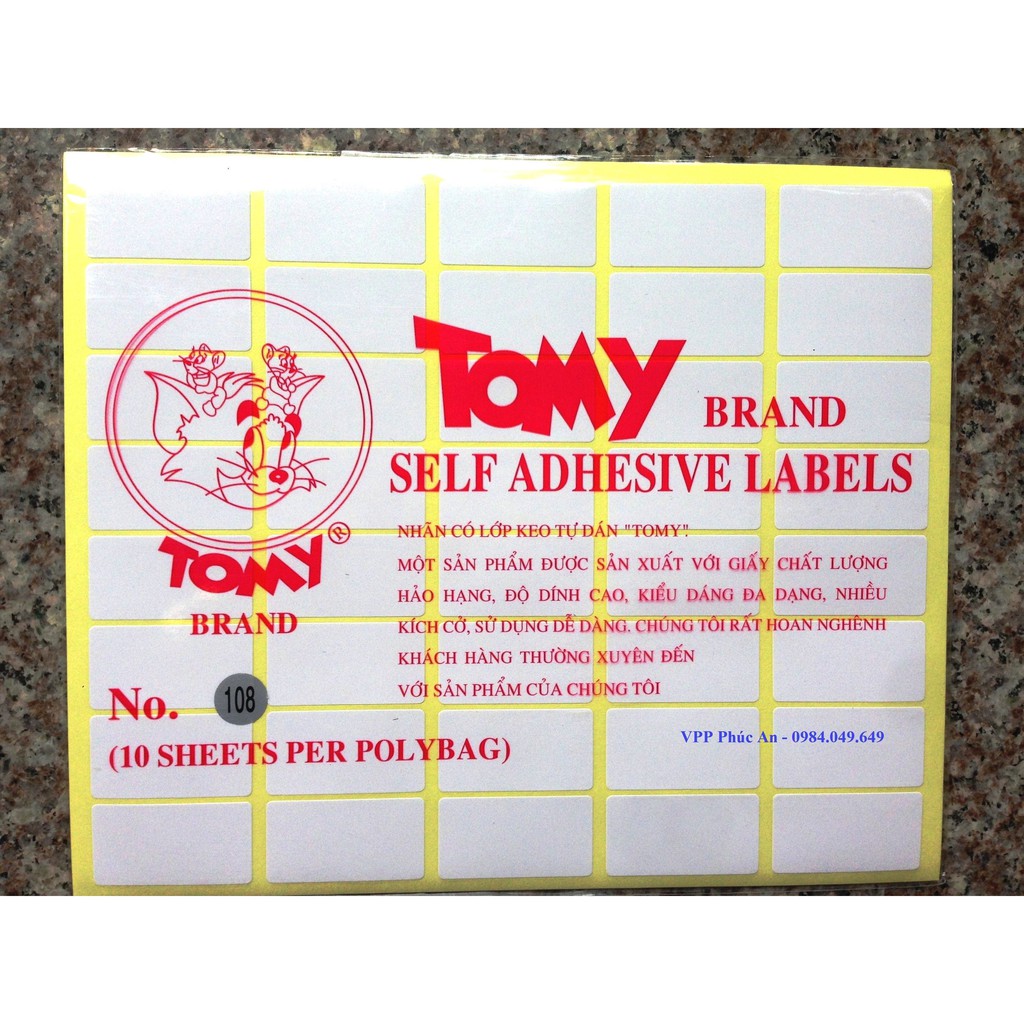 TOMY BRAND
SELF ADHESIVE LABELS
NHÃN CÓ LỚP KEO TỰ DÁN "TOMY".
MỘT SẢN PHẨM ĐƯỢC SẢN XUẤT VỚI GIẤY CHẤT LƯỢNG
HẢO HẠNG, ĐỘ DÍNH CAO, KIỂU DÁNG ĐA DẠNG, NHIỀU
KÍCH CỞ, SỬ DỤNG DỄ DÀNG. CHÚNG TÔI RẤT HOAN NGHÊNH
KHÁCH HÀNG THƯỜNG XUYÊN ĐẾN
VỚI SẢN PHẨM CỦA CHÚNG TÔI
TOMY®
BRAND
No. 108
(10 SHEETS PER POLYBAG)
VPP Phúc An - 0984.049.649